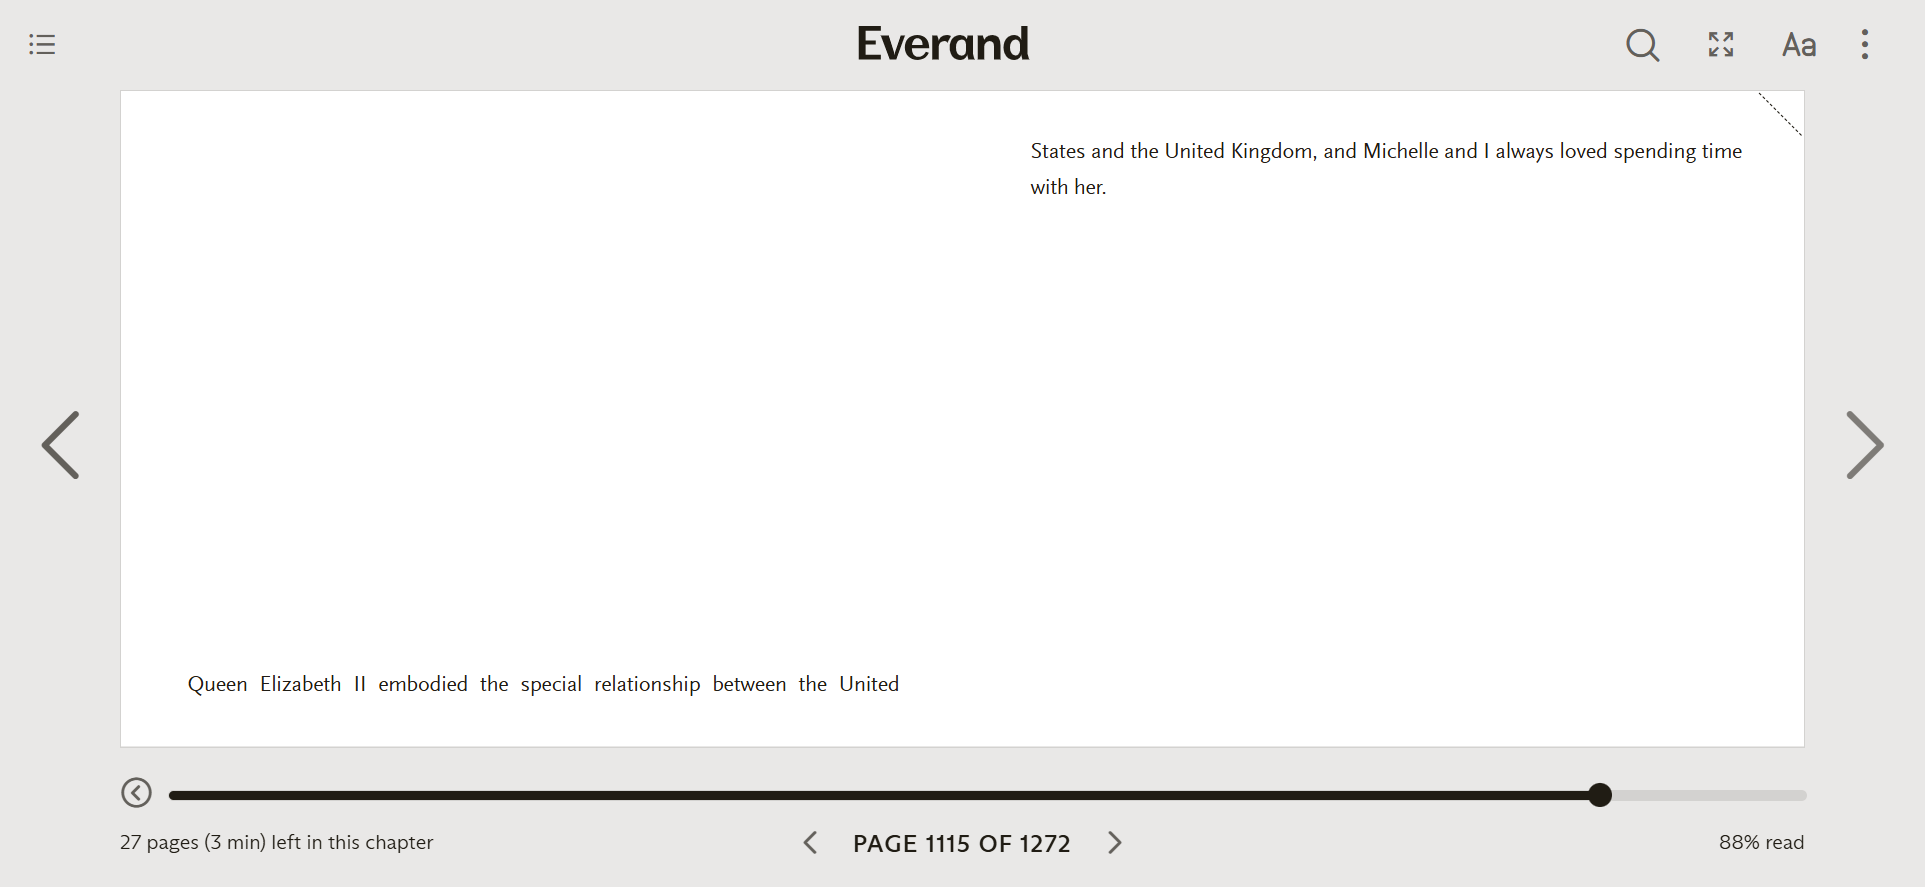 Everand
Aa
Queen Elizabeth II embodied the special relationship between the United
States and the United Kingdom, and Michelle and I always loved spending time
with her.
27 pages (3 min) left in this chapter
PAGE 1115 OF 1272
88% read